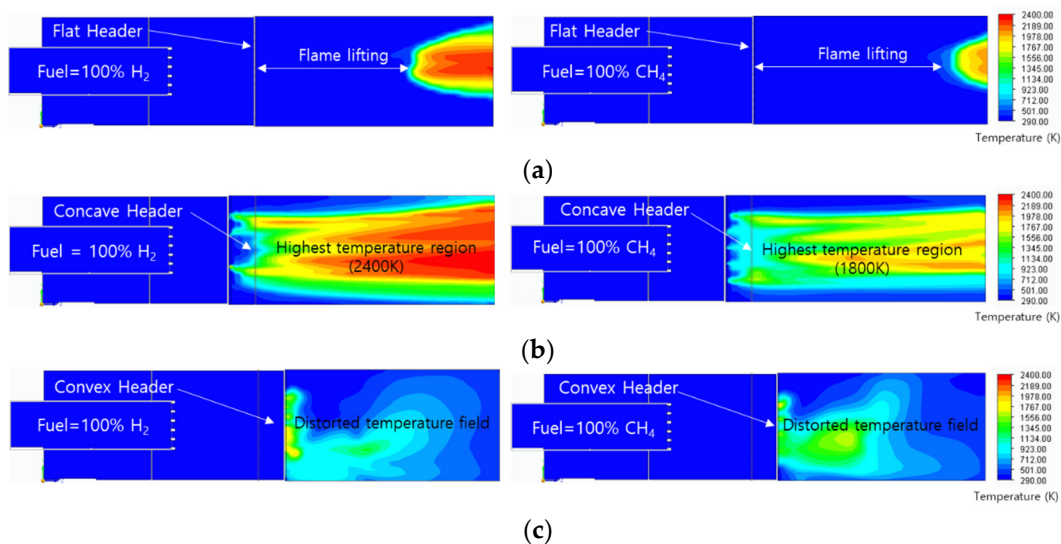 Flat Header
Fuel=100% H2
Flame lifting
Flat Header
Fuel=100% CH4
Flame lifting
2400.00
2189.00
1978.00
1767.00
1556.00
1345.00
1134.00
923.00
712.00
501.00
290.00
Temperature (K)
(a)
Concave Header
Fuel = 100% H2
Highest temperature region
(2400K)
Concave Header
Fuel=100% CH4
Highest temperature region
(1800K)
2400.00
2189.00
1978.00
1767.00
1556.00
1345.00
1134.00
923.00
712.00
501.00
290.00
Temperature (K)
(b)
Convex Header
Fuel=100% H2
Distorted temperature field
Convex Header
Fuel=100% CH4
Distorted temperature field
2400.00
2189.00
1978.00
1767.00
1556.00
1345.00
1134.00
923.00
712.00
501.00
290.00
Temperature (K)
(c)